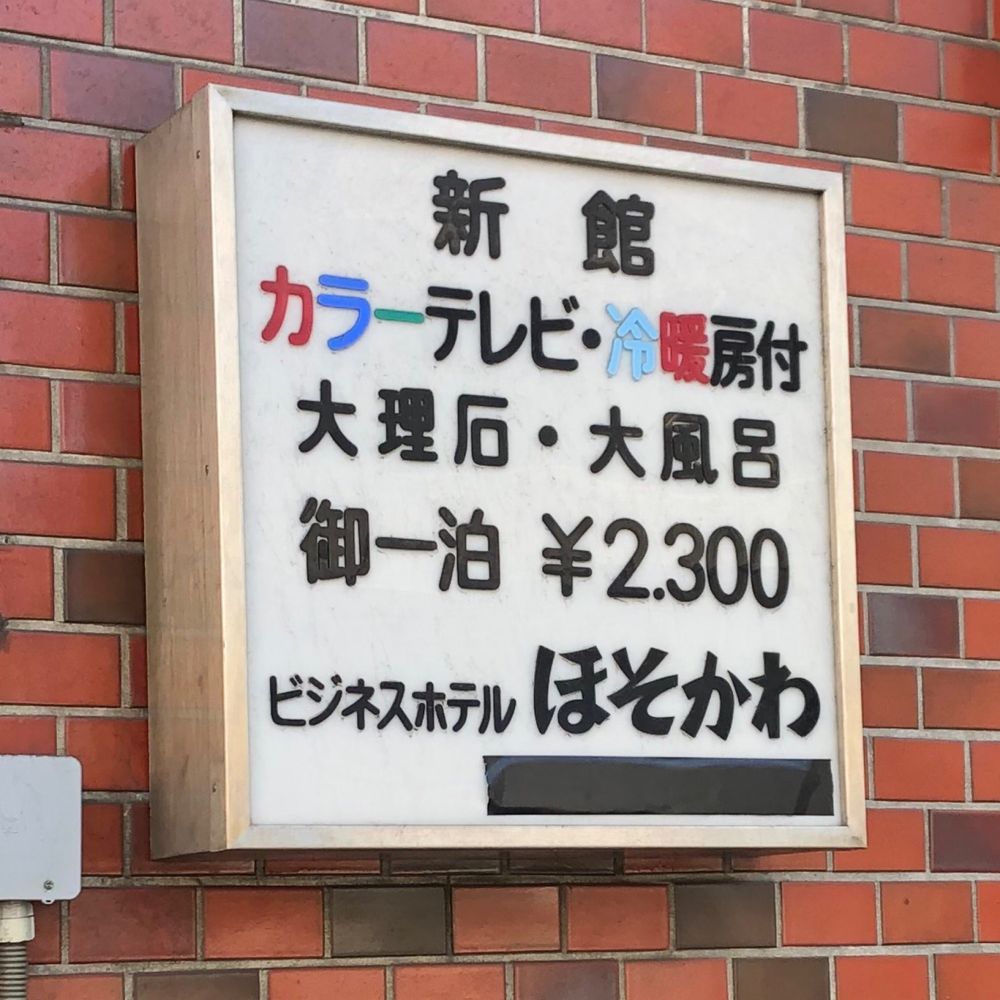 新館
カラーテレビ・冷暖房付
大理石・大風呂
御一泊 ¥2.300
ビジネスホテル ほそかわ